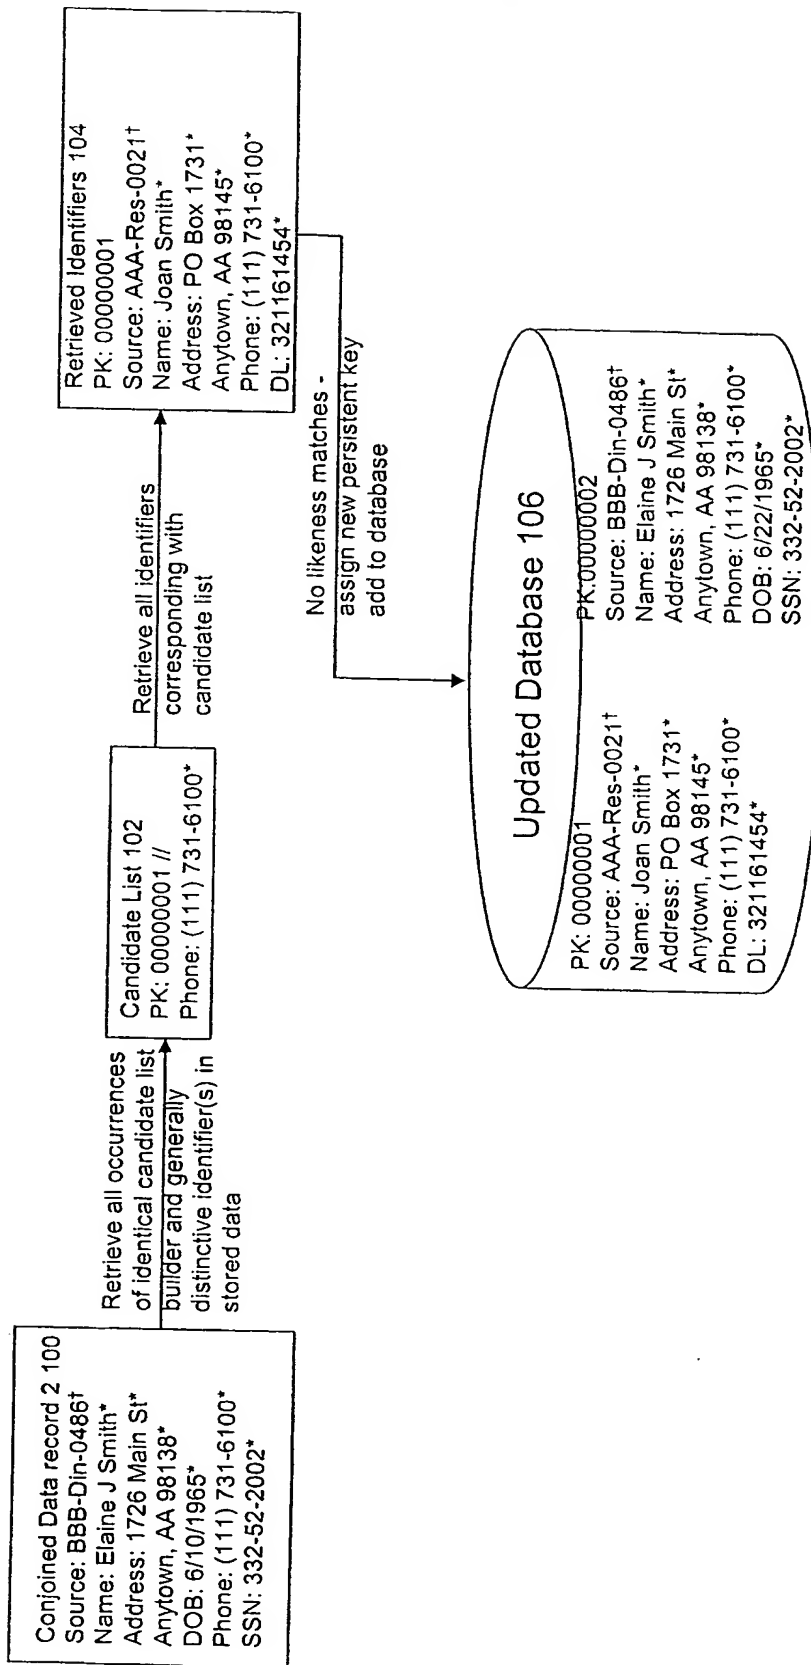 Conjoined Data record 2 100
Source: BBB-Din-0486†
Name: Elaine J Smith*
Address: 1726 Main St*
Anytown, AA 98138*
DOB: 6/10/1965*
Phone: (111) 731-6100*
SSN: 332-52-2002*
Retrieve all occurrences
of identical candidate list
builder and generally
distinctive identifier(s) in
stored data
Candidate List 102
PK: 00000001 //
Phone: (111) 731-6100*
Retrieve all identifiers
corresponding with
candidate list
Retrieved Identifiers 104
PK: 00000001
Source: AAA-Res-0021†
Name: Joan Smith*
Address: PO Box 1731*
Anytown, AA 98145*
Phone: (111) 731-6100*
DL: 321161454*
No likeness matches -
assign new persistent key
add to database
Updated Database 106
PK: 00000001
Source: AAA-Res-0021†
Name: Joan Smith*
Address: PO Box 1731*
Anytown, AA 98145*
Phone: (111) 731-6100*
DL: 321161454*
PK:00000002
Source: BBB-Din-0486†
Name: Elaine J Smith*
Address: 1726 Main St*
Anytown, AA 98138*
Phone: (111) 731-6100*
DOB: 6/22/1965*
SSN: 332-52-2002*